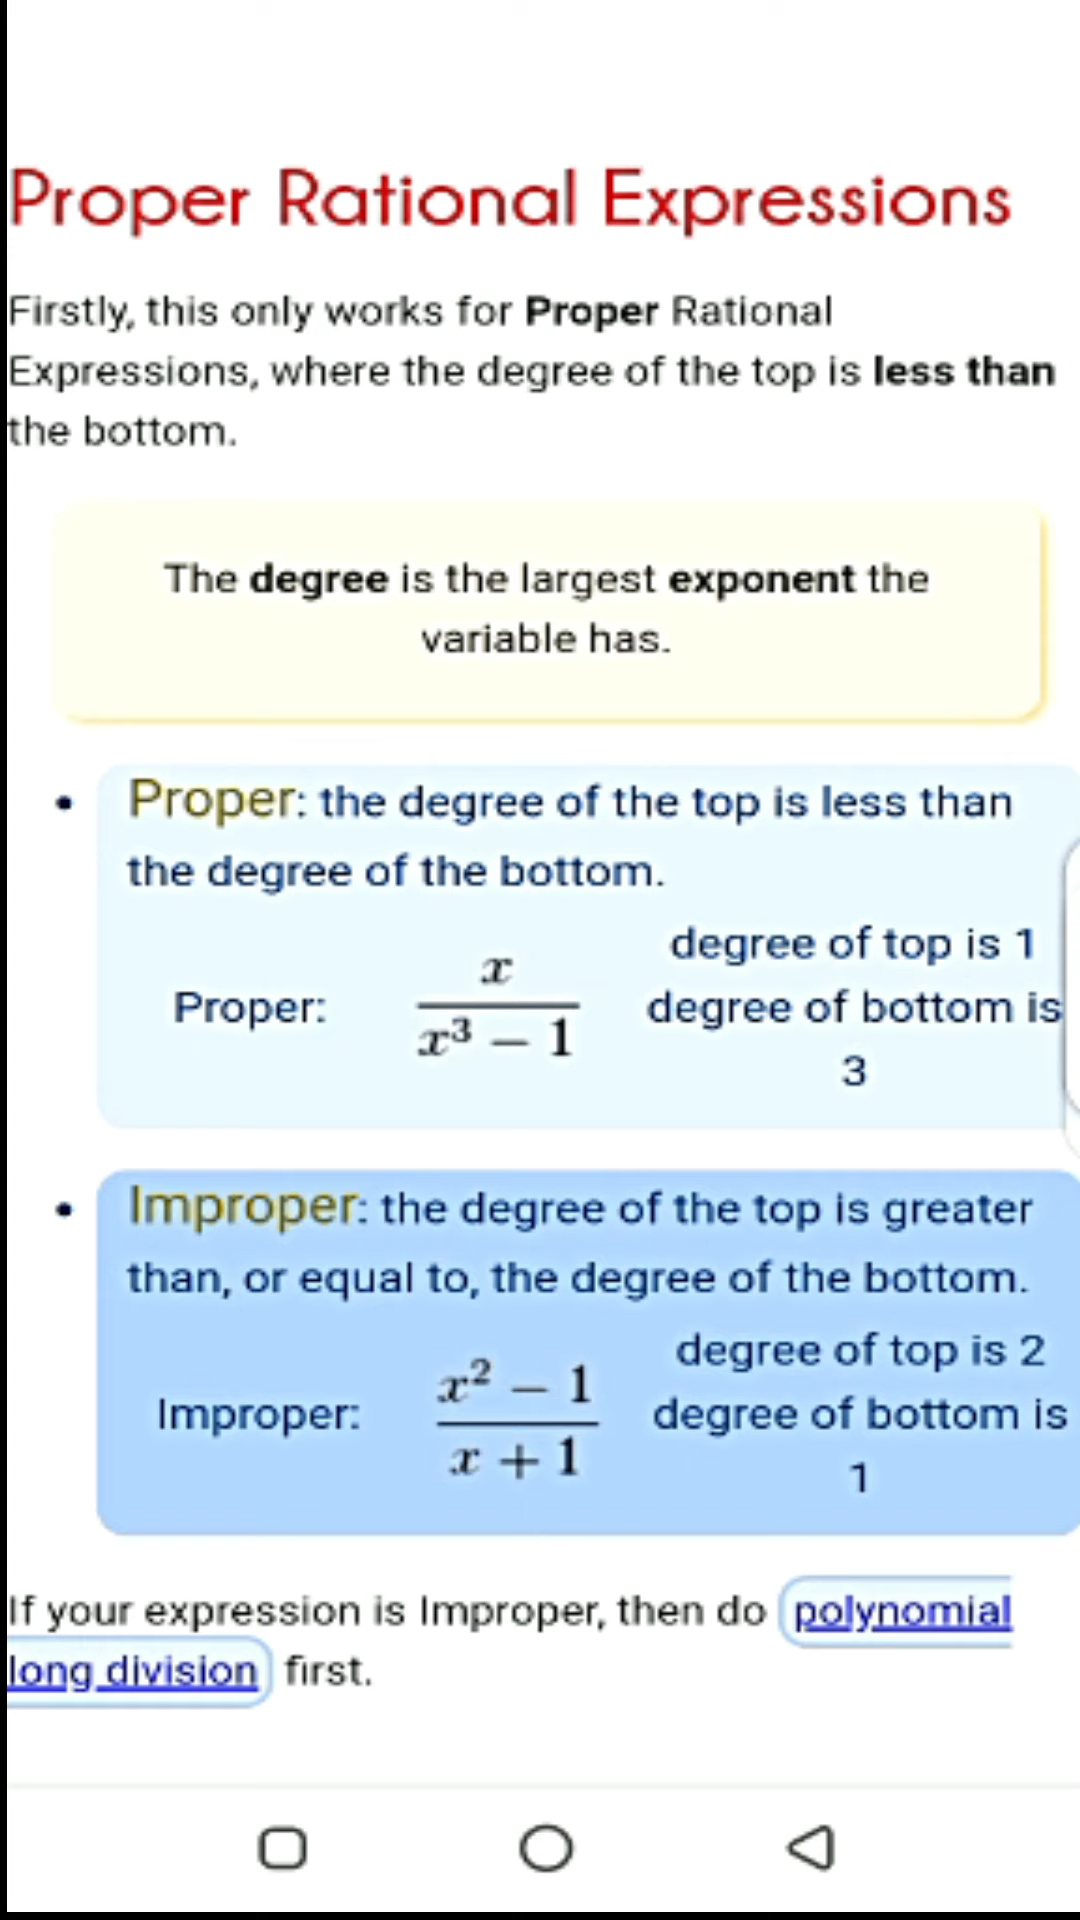 Proper Rational Expressions
Firstly, this only works for Proper Rational
Expressions, where the degree of the top is less than
the bottom.
The degree is the largest exponent the
variable has.
• Proper: the degree of the top is less than
the degree of the bottom.
Proper: x / (x³ − 1) degree of top is 1
degree of bottom is
3
• Improper: the degree of the top is greater
than, or equal to, the degree of the bottom.
Improper: (x² − 1) / (x + 1) degree of top is 2
degree of bottom is
1
If your expression is Improper, then do polynomial
long division first.